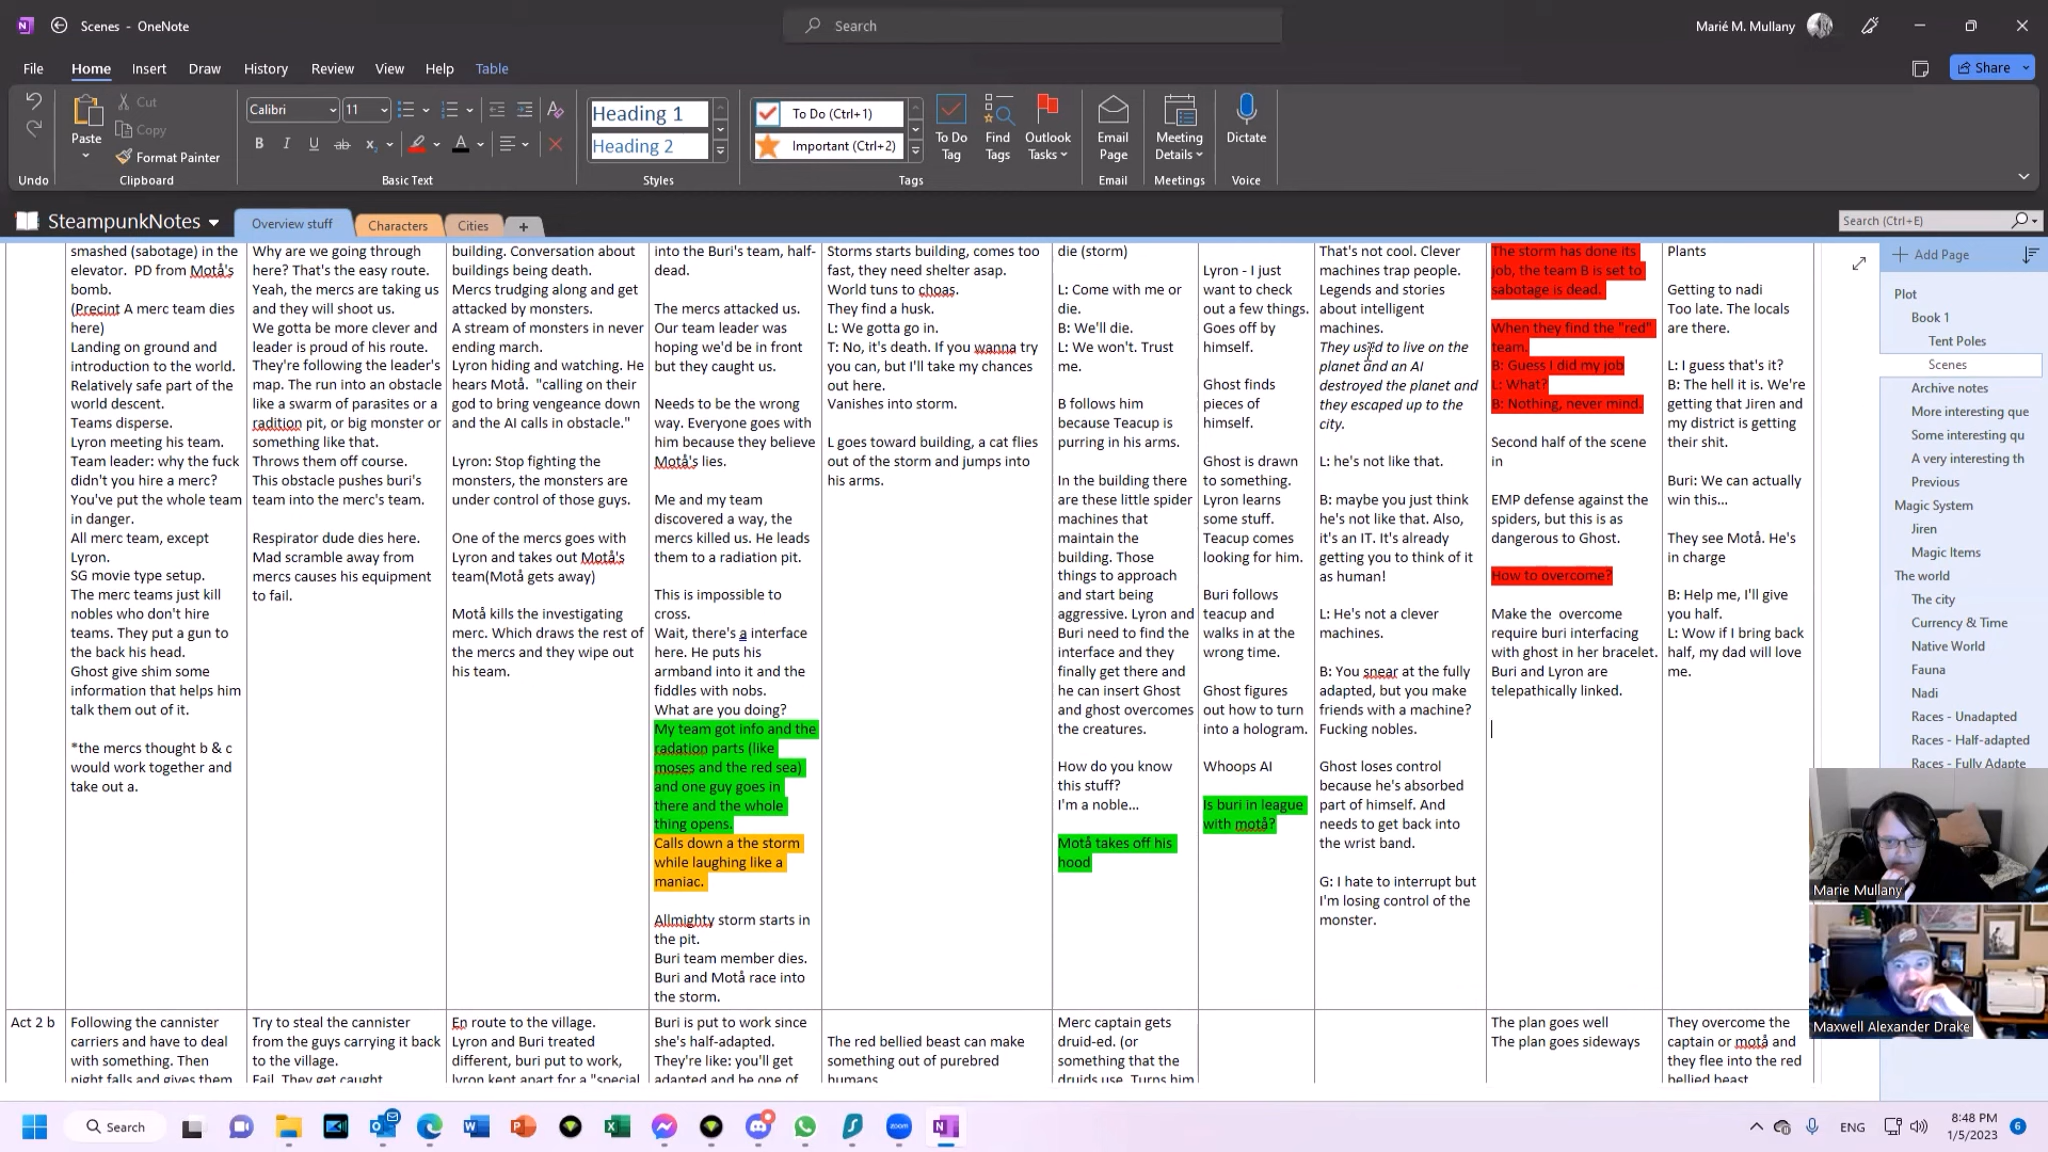 Scenes - OneNote
Search
Marié M. Mullany
File
Home
Insert
Draw
History
Review
View
Help
Table
Share
Undo
Paste
Cut
Copy
Format Painter
Clipboard
Calibri
11
B I U ab x
A
Basic Text
Heading 1
Heading 2
Styles
To Do (Ctrl+1)
Important (Ctrl+2)
To Do
Tag
Find
Tags
Outlook
Tasks
Tags
Email
Page
Email
Meeting
Details
Meetings
Dictate
Voice
SteampunkNotes
Overview stuff
Characters
Cities
+
Search (Ctrl+E)
smashed (sabotage) in the
elevator. PD from Motå's
bomb.
(Precint A merc team dies
here)
Landing on ground and
introduction to the world.
Relatively safe part of the
world descent.
Teams disperse.
Lyron meeting his team.
Team leader: why the fuck
didn't you hire a merc?
You've put the whole team
in danger.
All merc team, except
Lyron.
SG movie type setup.
The merc teams just kill
nobles who don't hire
teams. They put a gun to
the back his head.
Ghost give shim some
information that helps him
talk them out of it.
*the mercs thought b & c
would work together and
take out a.
Why are we going through
here? That's the easy route.
Yeah, the mercs are taking us
and they will shoot us.
We gotta be more clever and
leader is proud of his route.
They're following the leader's
map. The run into an obstacle
like a swarm of parasites or a
radition pit, or big monster or
something like that.
Throws them off course.
This obstacle pushes buri's
team into the merc's team.
Respirator dude dies here.
Mad scramble away from
mercs causes his equipment
to fail.
building. Conversation about
buildings being death.
Mercs trudging along and get
attacked by monsters.
A stream of monsters in never
ending march.
Lyron hiding and watching. He
hears Motå. "calling on their
god to bring vengeance down
and the AI calls in obstacle."
Lyron: Stop fighting the
monsters, the monsters are
under control of those guys.
One of the mercs goes with
Lyron and takes out Motå's
team(Motå gets away)
Motå kills the investigating
merc. Which draws the rest of
the mercs and they wipe out
his team.
into the Buri's team, half-
dead.
The mercs attacked us.
Our team leader was
hoping we'd be in front
but they caught us.
Needs to be the wrong
way. Everyone goes with
him because they believe
Motå's lies.
Me and my team
discovered a way, the
mercs killed us. He leads
them to a radiation pit.
This is impossible to
cross.
Wait, there's a interface
here. He puts his
armband into it and the
fiddles with nobs.
What are you doing?
My team got info and the
radation parts (like
moses and the red sea)
and one guy goes in
there and the whole
thing opens.
Calls down a the storm
while laughing like a
maniac.
Allmighty storm starts in
the pit.
Buri team member dies.
Buri and Motå race into
the storm.
Storms starts building, comes too
fast, they need shelter asap.
World tuns to choas.
They find a husk.
L: We gotta go in.
T: No, it's death. If you wanna try
you can, but I'll take my chances
out here.
Vanishes into storm.
L goes toward building, a cat flies
out of the storm and jumps into
his arms.
die (storm)
L: Come with me or
die.
B: We'll die.
L: We won't. Trust
me.
B follows him
because Teacup is
purring in his arms.
In the building there
are these little spider
machines that
maintain the
building. Those
things to approach
and start being
aggressive. Lyron and
Buri need to find the
interface and they
finally get there and
he can insert Ghost
and ghost overcomes
the creatures.
How do you know
this stuff?
I'm a noble...
Motå takes off his
hood
Lyron - I just
want to check
out a few things.
Goes off by
himself.
Ghost finds
pieces of
himself.
Ghost is drawn
to something.
Lyron learns
some stuff.
Teacup comes
looking for him.
Buri follows
teacup and
walks in at the
wrong time.
Ghost figures
out how to turn
into a hologram.
Whoops AI
Is buri in league
with motå?
That's not cool. Clever
machines trap people.
Legends and stories
about intelligent
machines.
They used to live on the
planet and an AI
destroyed the planet and
they escaped up to the
city.
L: he's not like that.
B: maybe you just think
he's not like that. Also,
it's an IT. It's already
getting you to think of it
as human!
L: He's not a clever
machines.
B: You snear at the fully
adapted, but you make
friends with a machine?
Fucking nobles.
Ghost loses control
because he's absorbed
part of himself. And
needs to get back into
the wrist band.
G: I hate to interrupt but
I'm losing control of the
monster.
The storm has done its
job, the team B is set to
sabotage is dead.
When they find the "red"
team.
B: Guess I did my job
L: What?
B: Nothing, never mind.
Second half of the scene
in
EMP defense against the
spiders, but this is as
dangerous to Ghost.
How to overcome?
Make the overcome
require buri interfacing
with ghost in her bracelet.
Buri and Lyron are
telepathically linked.
Plants
Getting to nadi
Too late. The locals
are there.
L: I guess that's it?
B: The hell it is. We're
getting that Jiren and
my district is getting
their shit.
Buri: We can actually
win this...
They see Motå. He's
in charge
B: Help me, I'll give
you half.
L: Wow if I bring back
half, my dad will love
me.
Act 2 b
Following the cannister
carriers and have to deal
with something. Then
night falls and gives them
Try to steal the cannister
from the guys carrying it back
to the village.
Fail. They get caught
En route to the village.
Lyron and Buri treated
different, buri put to work,
lyron kept apart for a "special
Buri is put to work since
she's half-adapted.
They're like: you'll get
adapted and be one of
The red bellied beast can make
something out of purebred
humans
Merc captain gets
druid-ed. (or
something that the
druids use. Turns him
The plan goes well
The plan goes sideways
They overcome the
captain or motå and
they flee into the red
bellied beast
Add Page
Plot
Book 1
Tent Poles
Scenes
Archive notes
More interesting que
Some interesting qu
A very interesting th
Previous
Magic System
Jiren
Magic Items
The world
The city
Currency & Time
Native World
Fauna
Nadi
Races - Unadapted
Races - Half-adapted
Races - Fully Adapte
Marie Mullany
Maxwell Alexander Drake
Search
zoom
ENG
8:48 PM
1/5/2023
6